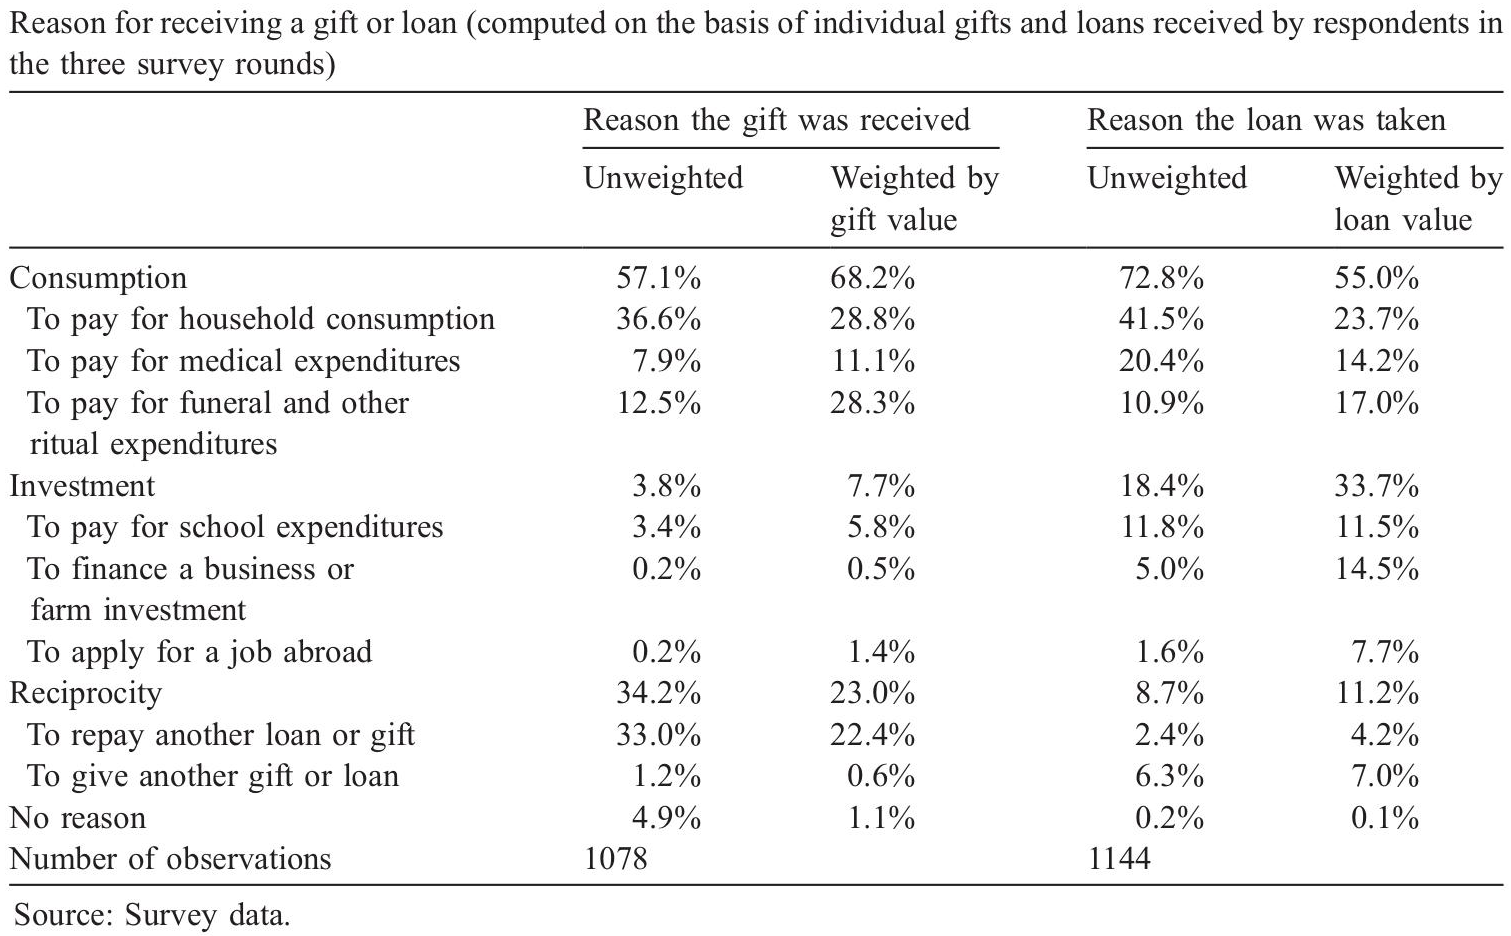 Reason for receiving a gift or loan (computed on the basis of individual gifts and loans received by respondents in
the three survey rounds)
Reason the gift was received Reason the loan was taken
Unweighted Weighted by gift value Unweighted Weighted by loan value
Consumption 57.1% 68.2% 72.8% 55.0%
To pay for household consumption 36.6% 28.8% 41.5% 23.7%
To pay for medical expenditures 7.9% 11.1% 20.4% 14.2%
To pay for funeral and other 12.5% 28.3% 10.9% 17.0%
ritual expenditures
Investment 3.8% 7.7% 18.4% 33.7%
To pay for school expenditures 3.4% 5.8% 11.8% 11.5%
To finance a business or 0.2% 0.5% 5.0% 14.5%
farm investment
To apply for a job abroad 0.2% 1.4% 1.6% 7.7%
Reciprocity 34.2% 23.0% 8.7% 11.2%
To repay another loan or gift 33.0% 22.4% 2.4% 4.2%
To give another gift or loan 1.2% 0.6% 6.3% 7.0%
No reason 4.9% 1.1% 0.2% 0.1%
Number of observations 1078 1144
Source: Survey data.